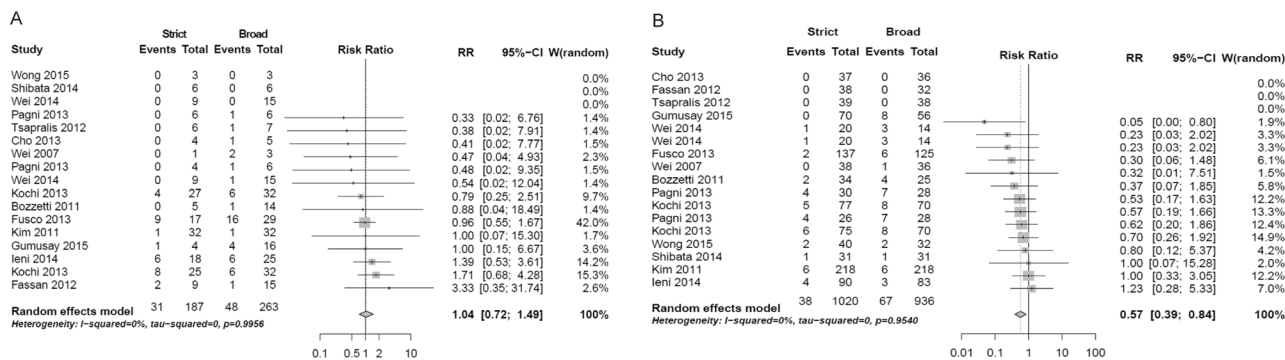 A
Strict Broad
Study Events Total Events Total Risk Ratio RR 95%−CI W(random)
Wong 2015 0 3 0 3 0.0%
Shibata 2014 0 6 0 6 0.0%
Wei 2014 0 9 0 15 0.0%
Pagni 2013 0 6 1 6 0.33 [0.02; 6.76] 1.4%
Tsapralis 2012 0 6 1 7 0.38 [0.02; 7.91] 1.4%
Cho 2013 0 4 1 5 0.41 [0.02; 7.77] 1.4%
Wei 2007 0 1 2 3 0.47 [0.04; 4.93] 2.3%
Pagni 2013 0 4 1 6 0.48 [0.02; 9.35] 1.5%
Wei 2014 0 9 1 15 0.54 [0.02; 12.04] 1.4%
Kochi 2013 4 27 6 32 0.79 [0.25; 2.51] 9.7%
Bozzetti 2011 0 5 1 14 0.88 [0.04; 18.49] 1.4%
Fusco 2013 9 17 16 29 0.96 [0.55; 1.67] 42.0%
Kim 2011 1 32 1 32 1.00 [0.07; 15.30] 1.7%
Gumusay 2015 1 4 4 16 1.00 [0.15; 6.67] 3.6%
Ieni 2014 6 18 6 25 1.39 [0.53; 3.61] 14.2%
Kochi 2013 8 25 6 32 1.71 [0.68; 4.28] 15.3%
Fassan 2012 2 9 1 15 3.33 [0.35; 31.74] 2.6%
Random effects model 31 187 48 263 1.04 [0.72; 1.49] 100%
Heterogeneity: I−squared=0%, tau−squared=0, p=0.9956
0.1 0.5 1 2 10
B
Strict Broad
Study Events Total Events Total Risk Ratio RR 95%−CI W(random)
Cho 2013 0 37 0 36 0.0%
Fassan 2012 0 38 0 32 0.0%
Tsapralis 2012 0 39 0 38 0.0%
Gumusay 2015 0 70 8 56 0.05 [0.00; 0.80] 1.9%
Wei 2014 1 20 3 14 0.23 [0.03; 2.02] 3.3%
Wei 2014 1 20 3 14 0.23 [0.03; 2.02] 3.3%
Fusco 2013 2 137 6 125 0.30 [0.06; 1.48] 6.1%
Wei 2007 0 38 1 36 0.32 [0.01; 7.51] 1.5%
Bozzetti 2011 2 34 4 25 0.37 [0.07; 1.85] 5.9%
Pagni 2013 4 30 7 28 0.53 [0.17; 1.63] 12.2%
Kochi 2013 5 77 8 70 0.57 [0.19; 1.66] 13.3%
Pagni 2013 4 26 7 28 0.62 [0.20; 1.86] 12.4%
Kochi 2013 6 75 8 70 0.70 [0.26; 1.92] 14.9%
Wong 2015 2 40 2 32 0.80 [0.12; 5.37] 4.2%
Shibata 2014 1 31 1 31 1.00 [0.07; 15.28] 2.0%
Kim 2011 6 218 6 218 1.00 [0.33; 3.05] 12.2%
Ieni 2014 4 90 3 83 1.23 [0.28; 5.33] 7.0%
Random effects model 38 1020 67 936 0.57 [0.39; 0.84] 100%
Heterogeneity: I−squared=0%, tau−squared=0, p=0.9540
0.01 0.1 1 10 100